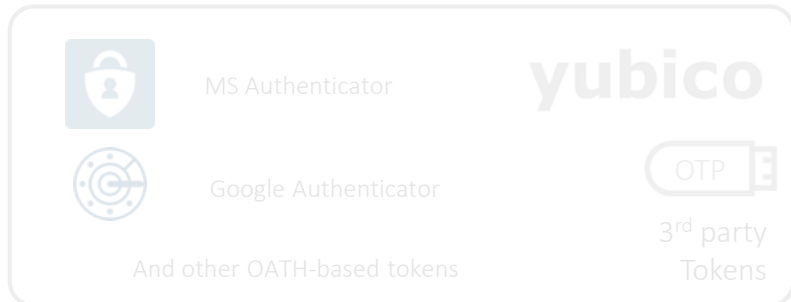 MS Authenticator
yubico
Google Authenticator
OTP
3rd party
Tokens
And other OATH-based tokens